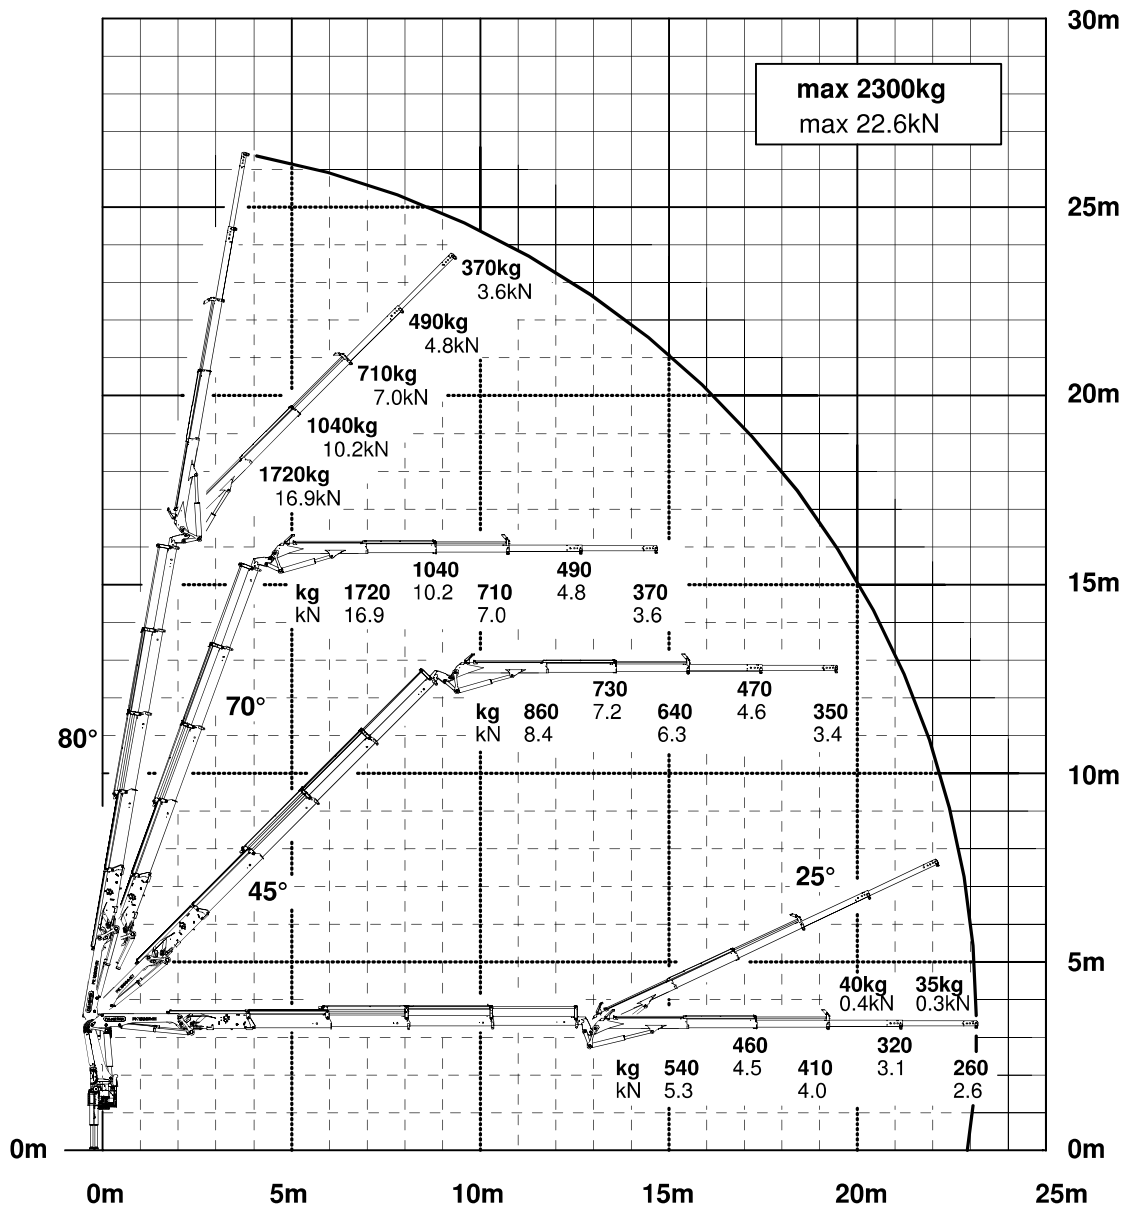 30m
max 2300kg
max 22.6kN
25m
370kg
3.6kN
490kg
4.8kN
710kg
7.0kN
20m
1040kg
10.2kN
1720kg
16.9kN
1040 490
kg 1720 10.2 710 4.8 370
kN 16.9 7.0 3.6
15m
730 470
kg 860 7.2 640 4.6 350
kN 8.4 6.3 3.4
70°
80°
10m
45°
25°
5m
40kg 35kg
0.4kN 0.3kN
460 320
kg 540 4.5 410 3.1 260
kN 5.3 4.0 2.6
0m 0m
0m 5m 10m 15m 20m 25m